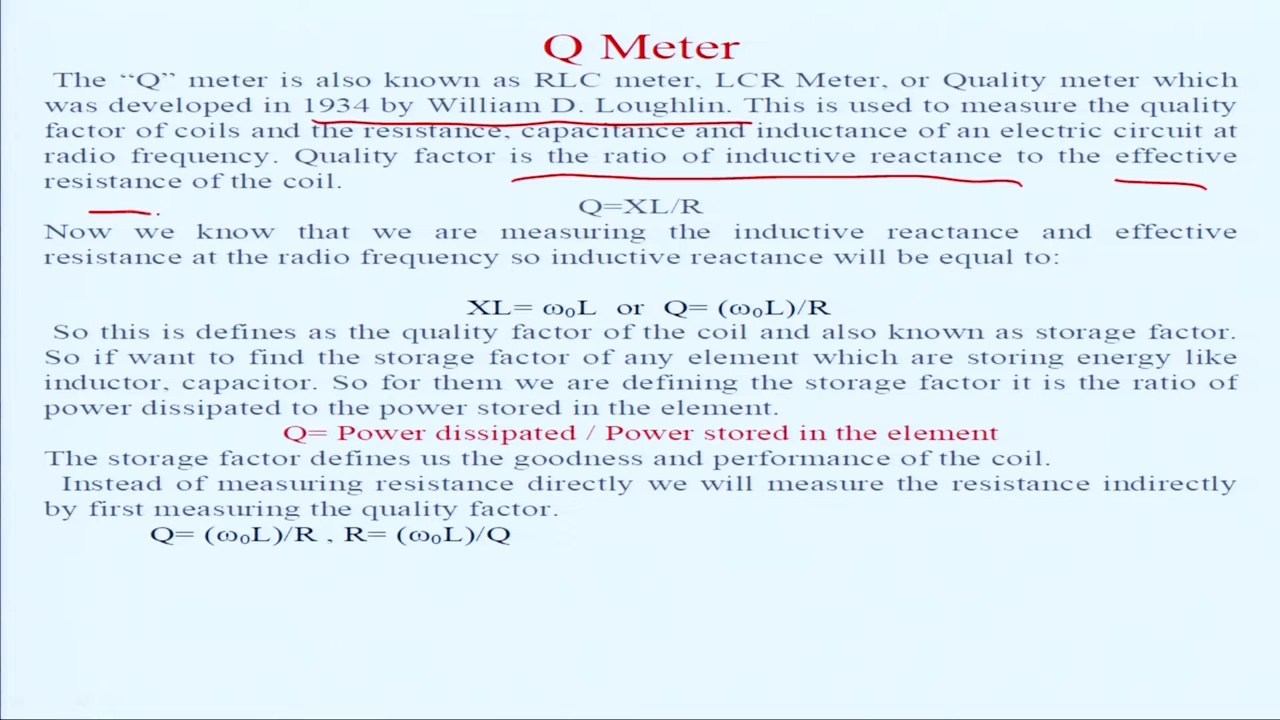 Q Meter
The “Q” meter is also known as RLC meter, LCR Meter, or Quality meter which
was developed in 1934 by William D. Loughlin. This is used to measure the quality
factor of coils and the resistance, capacitance and inductance of an electric circuit at
radio frequency. Quality factor is the ratio of inductive reactance to the effective
resistance of the coil.
Q=XL/R
Now we know that we are measuring the inductive reactance and effective
resistance at the radio frequency so inductive reactance will be equal to:
XL= ω₀L or Q= (ω₀L)/R
So this is defines as the quality factor of the coil and also known as storage factor.
So if want to find the storage factor of any element which are storing energy like
inductor, capacitor. So for them we are defining the storage factor it is the ratio of
power dissipated to the power stored in the element.
Q= Power dissipated / Power stored in the element
The storage factor defines us the goodness and performance of the coil.
Instead of measuring resistance directly we will measure the resistance indirectly
by first measuring the quality factor.
Q= (ω₀L)/R , R= (ω₀L)/Q